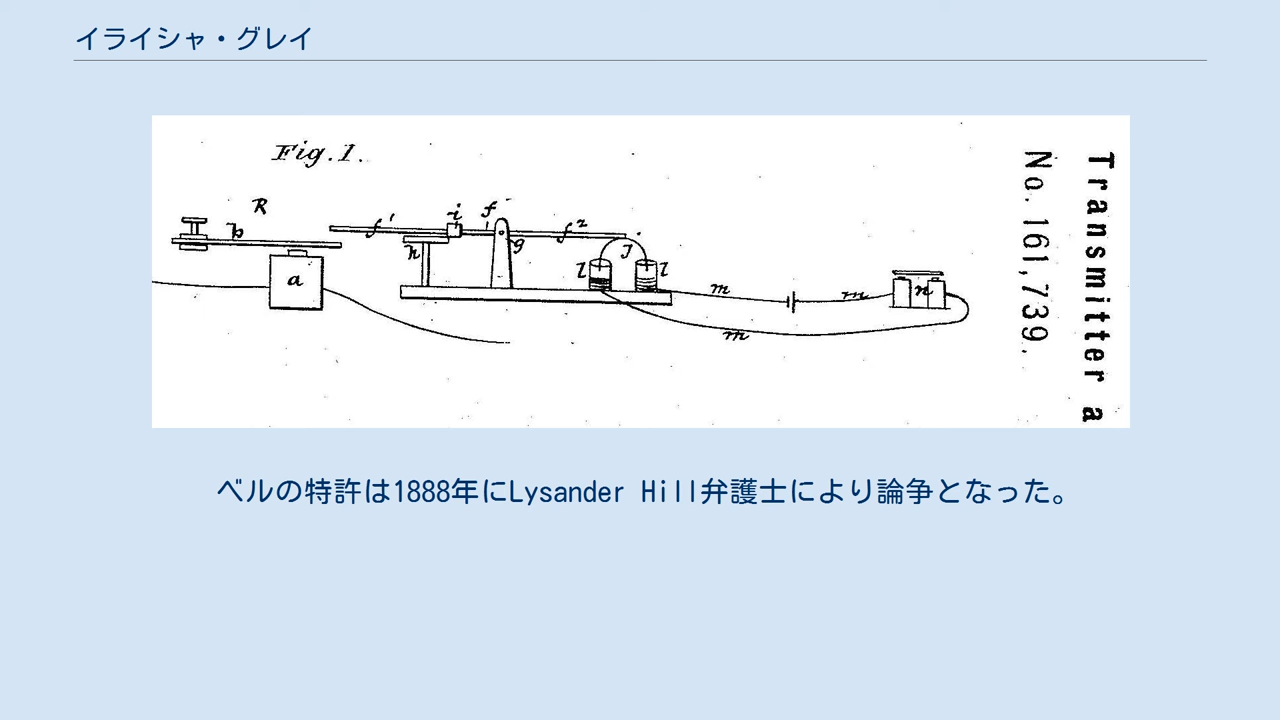 イライシャ・グレイ
Fig. 1.
R
b
a
f'
i
f
f²
h
g
j
l
l
m
m
m
n
No. 161,739.
Transmitter a
ベルの特許は1888年にLysander Hill弁護士により論争となった。